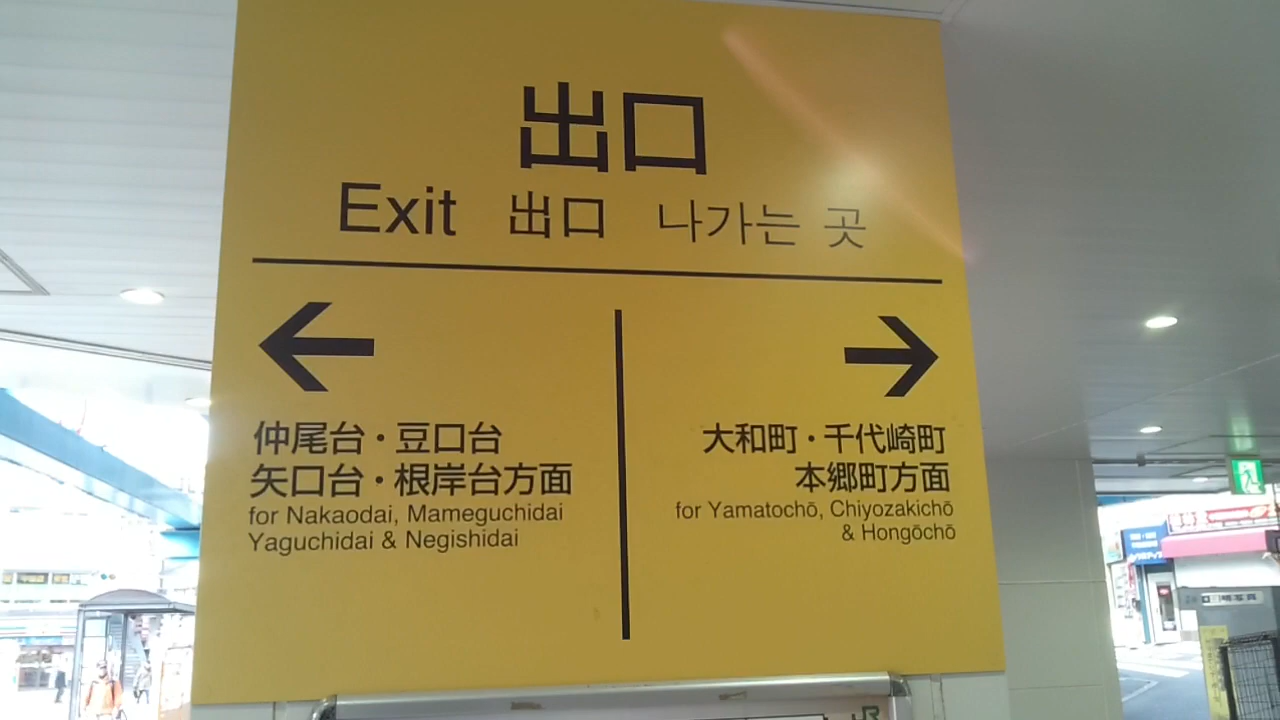 出口
Exit 出口 나가는 곳
← →
仲尾台・豆口台
矢口台・根岸台方面
for Nakaodai, Mameguchidai
Yaguchidai & Negishidai
大和町・千代崎町
本郷町方面
for Yamatochō, Chiyozakichō
& Hongōchō
JR